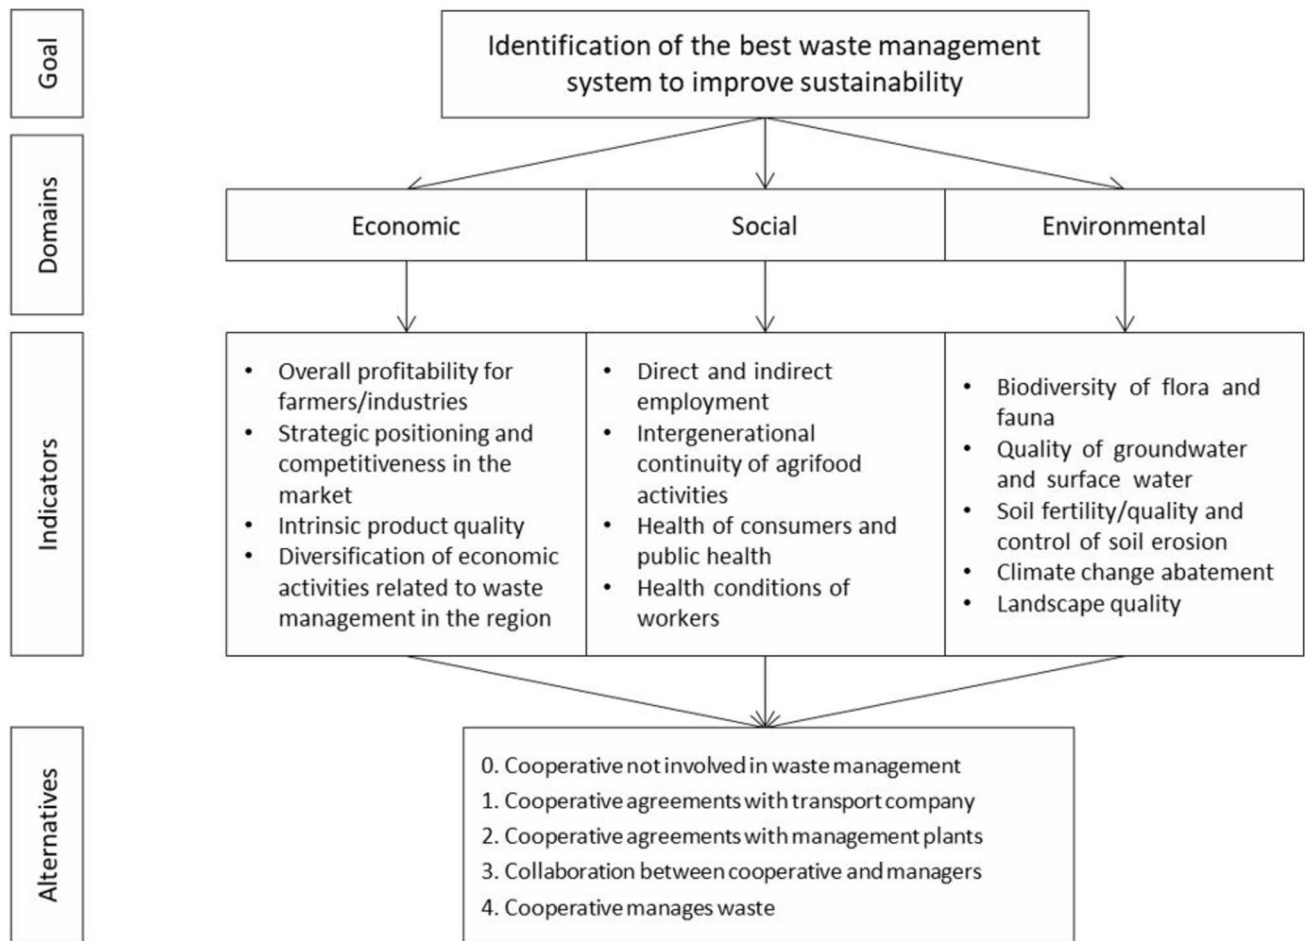 Goal
Identification of the best waste management
system to improve sustainability
Domains
Economic
Social
Environmental
Indicators
• Overall profitability for
farmers/industries
• Strategic positioning and
competitiveness in the
market
• Intrinsic product quality
• Diversification of economic
activities related to waste
management in the region
• Direct and indirect
employment
• Intergenerational
continuity of agrifood
activities
• Health of consumers and
public health
• Health conditions of
workers
• Biodiversity of flora and
fauna
• Quality of groundwater
and surface water
• Soil fertility/quality and
control of soil erosion
• Climate change abatement
• Landscape quality
Alternatives
0. Cooperative not involved in waste management
1. Cooperative agreements with transport company
2. Cooperative agreements with management plants
3. Collaboration between cooperative and managers
4. Cooperative manages waste